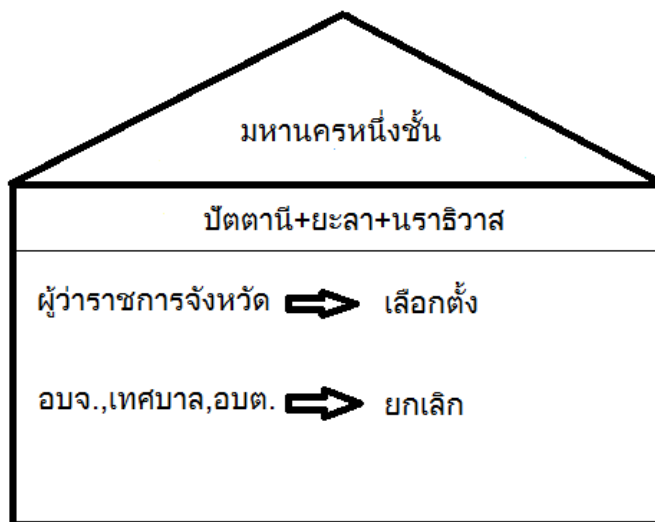 มหานครหนึ่งชั้น
ปัตตานี+ยะลา+นราธิวาส
ผู้ว่าราชการจังหวัด เลือกตั้ง
อบจ.,เทศบาล,อบต. ยกเลิก